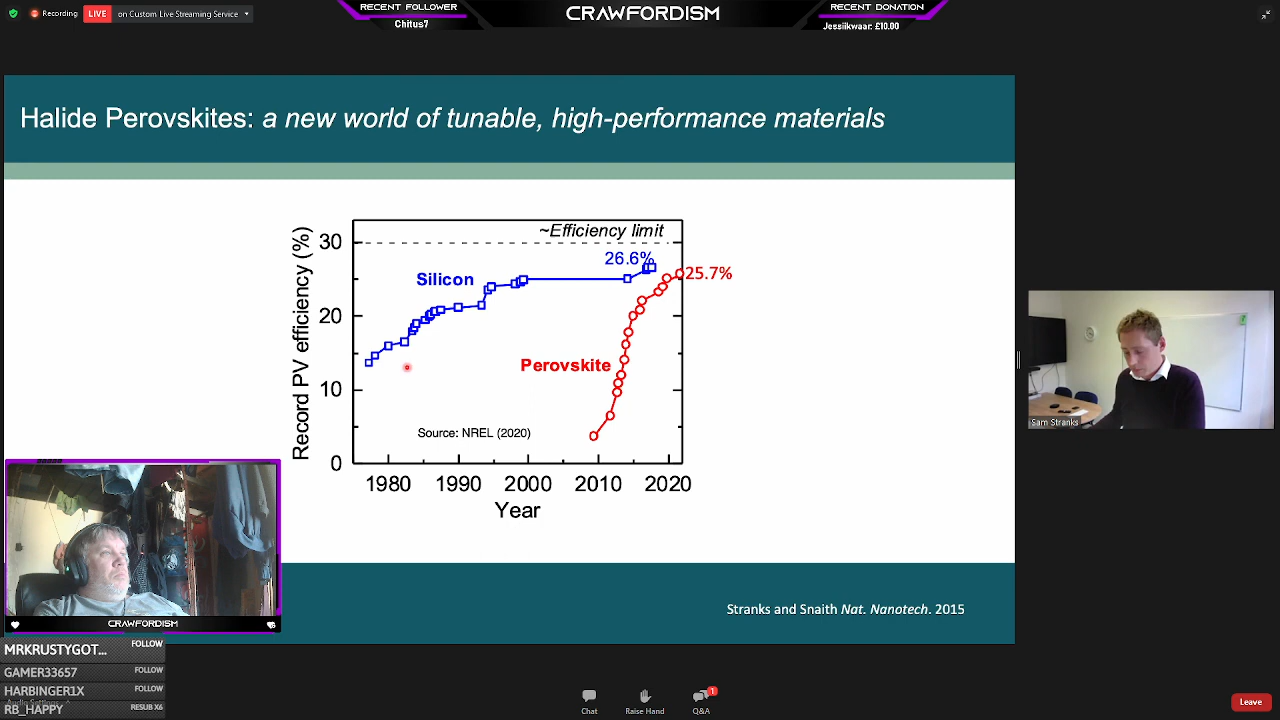 Recording
LIVE
on Custom Live Streaming Service
RECENT FOLLOWER
Chitus7
CRAWFORDISM
RECENT DONATION
Jessiikwaar: £10.00
Halide Perovskites: a new world of tunable, high-performance materials
Record PV efficiency (%)
30
20
10
0
~Efficiency limit
26.6%
Silicon
25.7%
Perovskite
Source: NREL (2020)
1980 1990 2000 2010 2020
Year
Sam Stranks
Stranks and Snaith Nat. Nanotech. 2015
CRAWFORDISM
MRKRUSTYGOT... FOLLOW
GAMER33657 FOLLOW
HARBINGER1X FOLLOW
RB_HAPPY RESUB X6
Chat
Raise Hand
1
Q&A
Leave